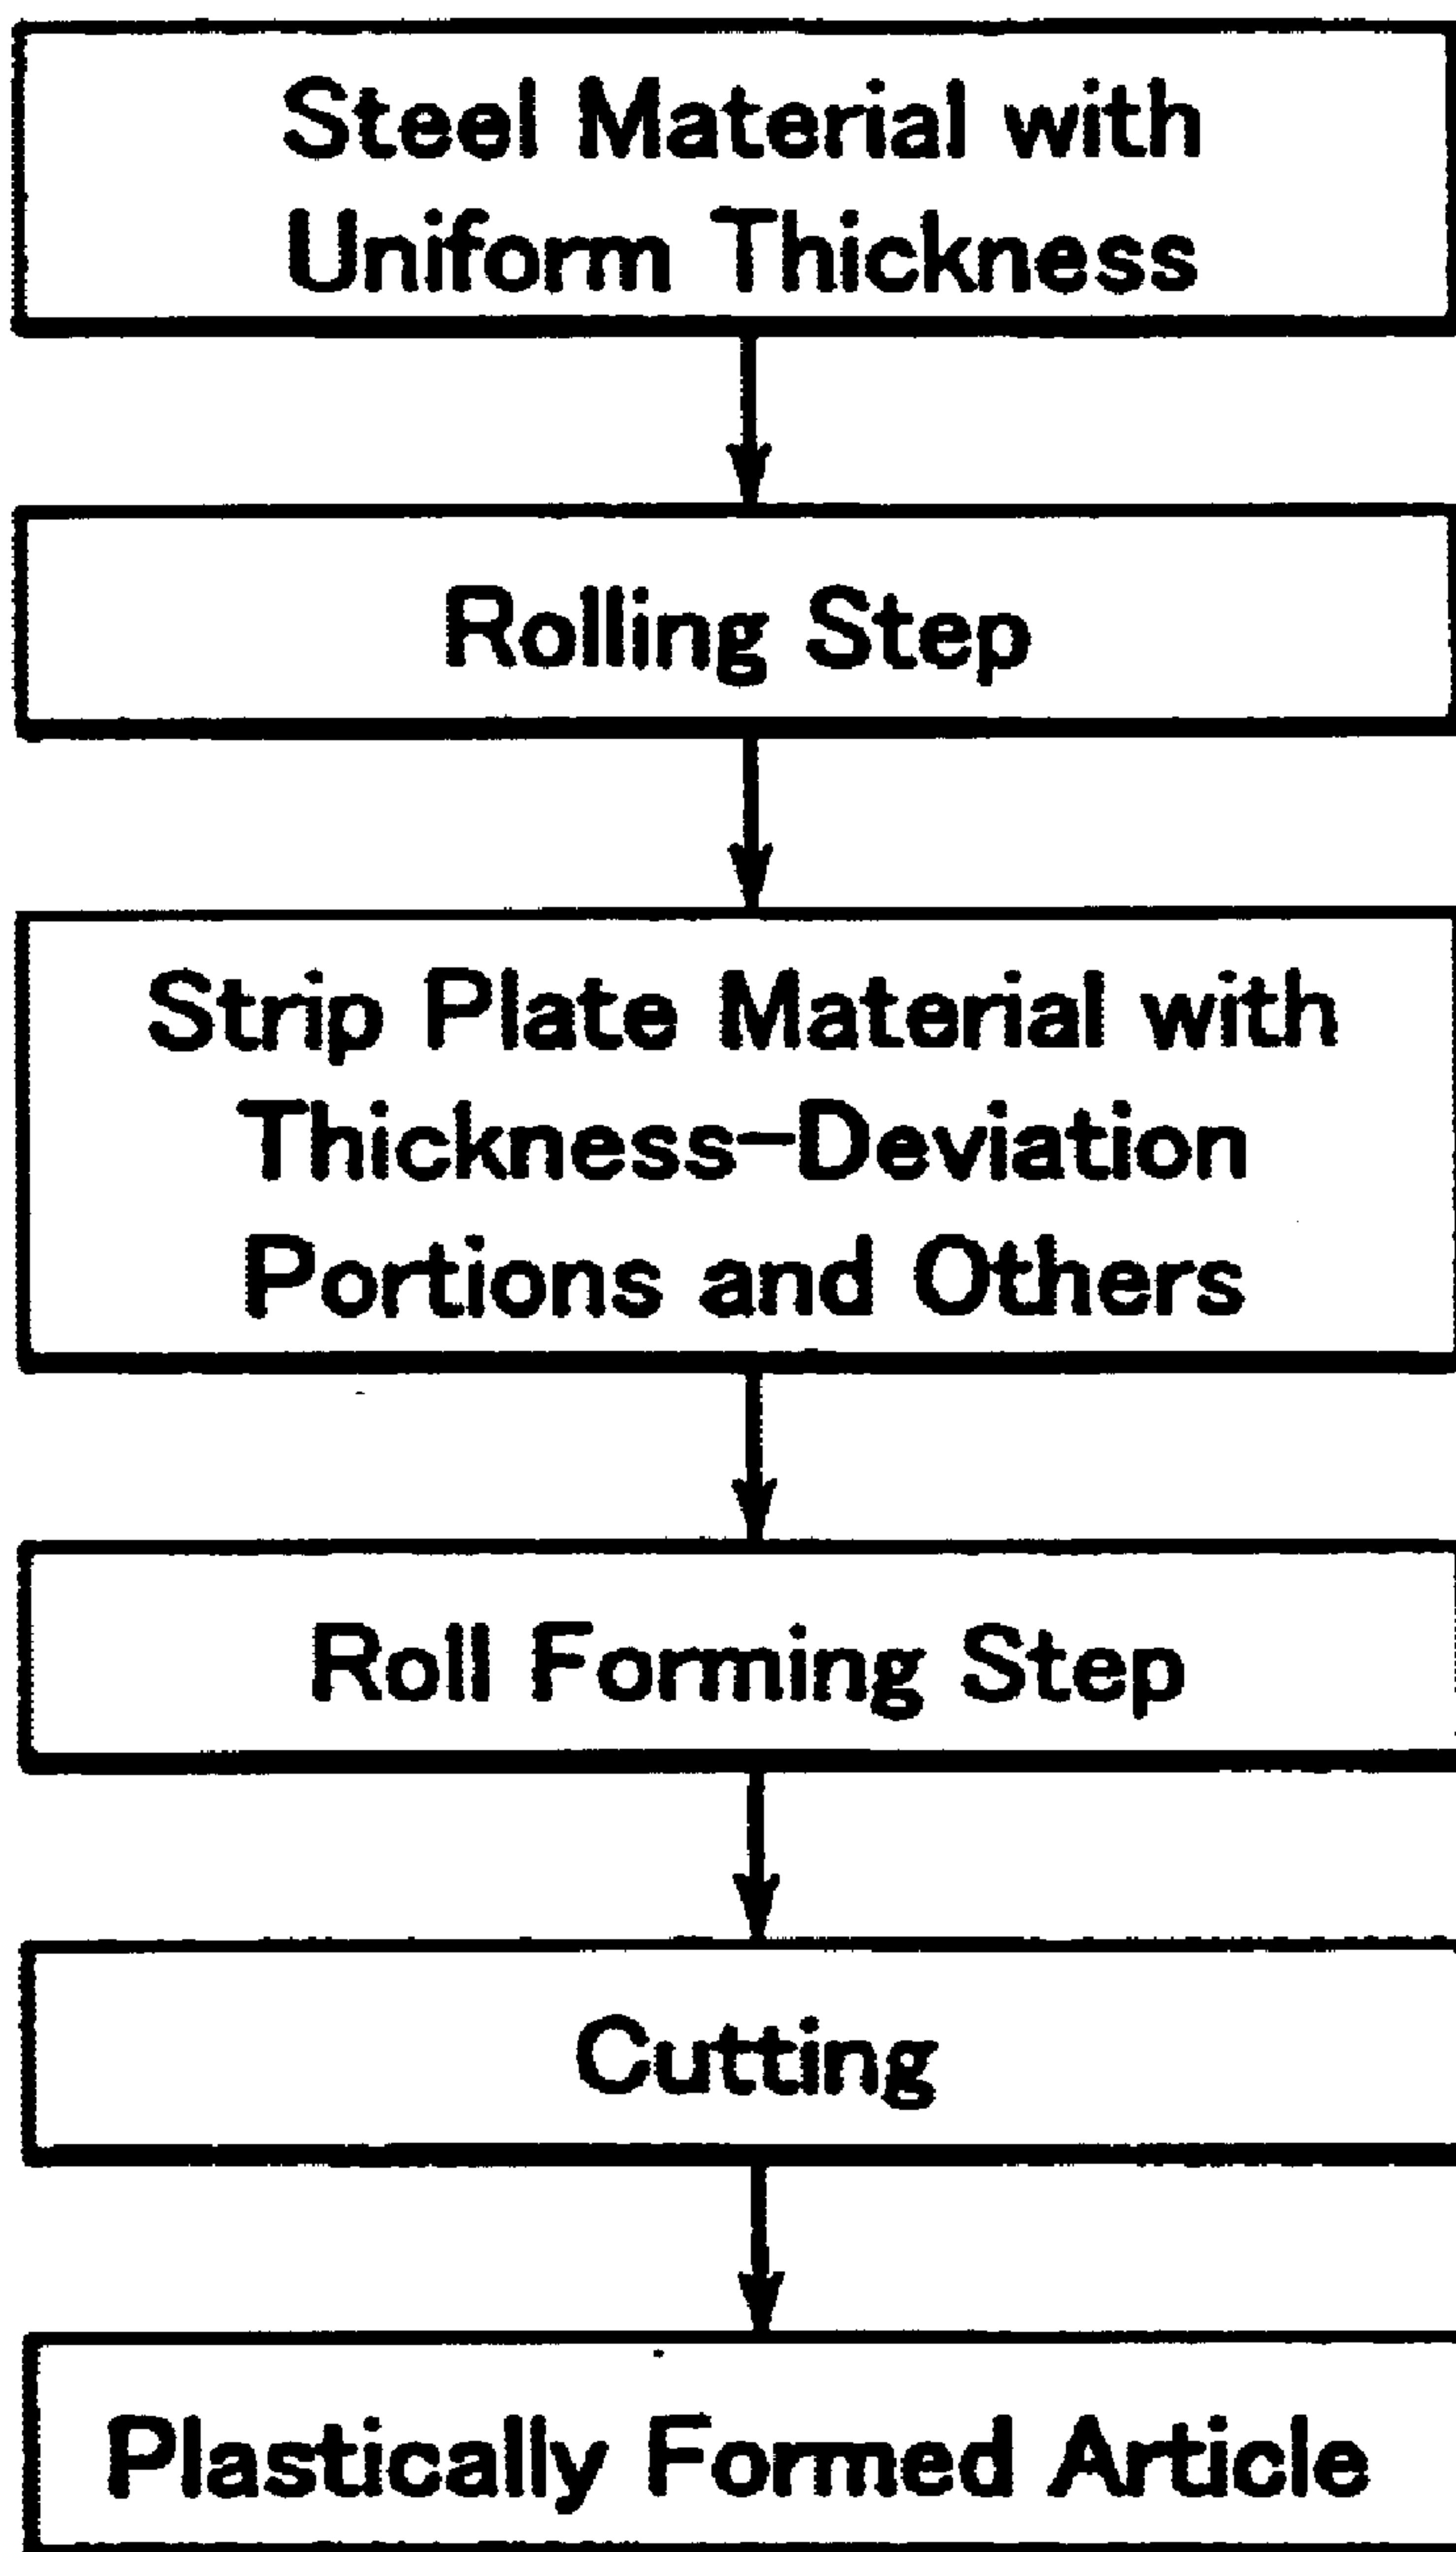 Steel Material with
Uniform Thickness
Rolling Step
Strip Plate Material with
Thickness-Deviation
Portions and Others
Roll Forming Step
Cutting
Plastically Formed Article